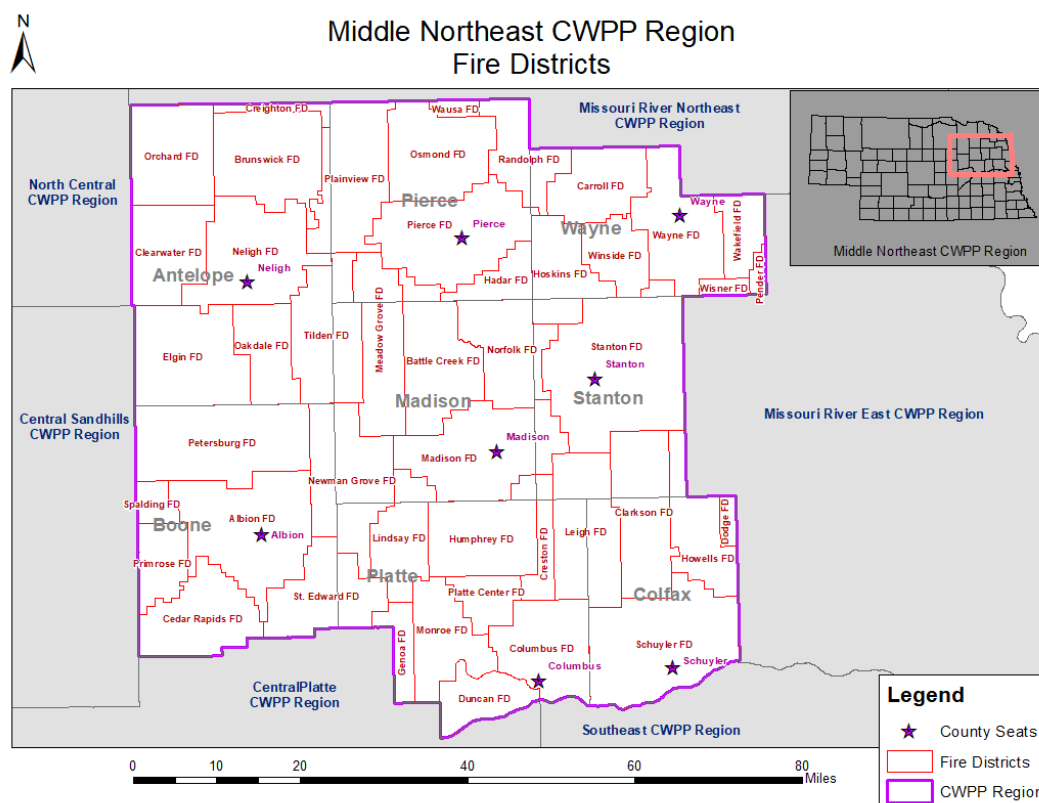 N
Middle Northeast CWPP Region
Fire Districts
Missouri River Northeast
CWPP Region
North Central
CWPP Region
Central Sandhills
CWPP Region
Missouri River East CWPP Region
CentralPlatte
CWPP Region
Southeast CWPP Region
Middle Northeast CWPP Region
Creighton FD
Wausa FD
Orchard FD
Brunswick FD
Osmond FD
Randolph FD
Plainview FD
Carroll FD
Pierce
Wayne
Pierce FD
Pierce
Wayne
Wayne FD
Wakefield FD
Clearwater FD
Neligh FD
Winside FD
Antelope
Neligh
Hadar FD
Hoskins FD
Wisner FD
Pender FD
Elgin FD
Oakdale FD
Tilden FD
Meadow Grove FD
Battle Creek FD
Norfolk FD
Stanton FD
Stanton
Madison
Stanton
Petersburg FD
Madison
Madison FD
Newman Grove FD
Spalding FD
Albion FD
Boone
Albion
Lindsay FD
Humphrey FD
Creston FD
Leigh FD
Clarkson FD
Dodge FD
Howells FD
Primrose FD
Platte
Platte Center FD
Colfax
St. Edward FD
Cedar Rapids FD
Genoa FD
Monroe FD
Columbus FD
Columbus
Schuyler FD
Schuyler
Duncan FD
Legend
County Seats
Fire Districts
CWPP Region
0 10 20 40 60 80
Miles